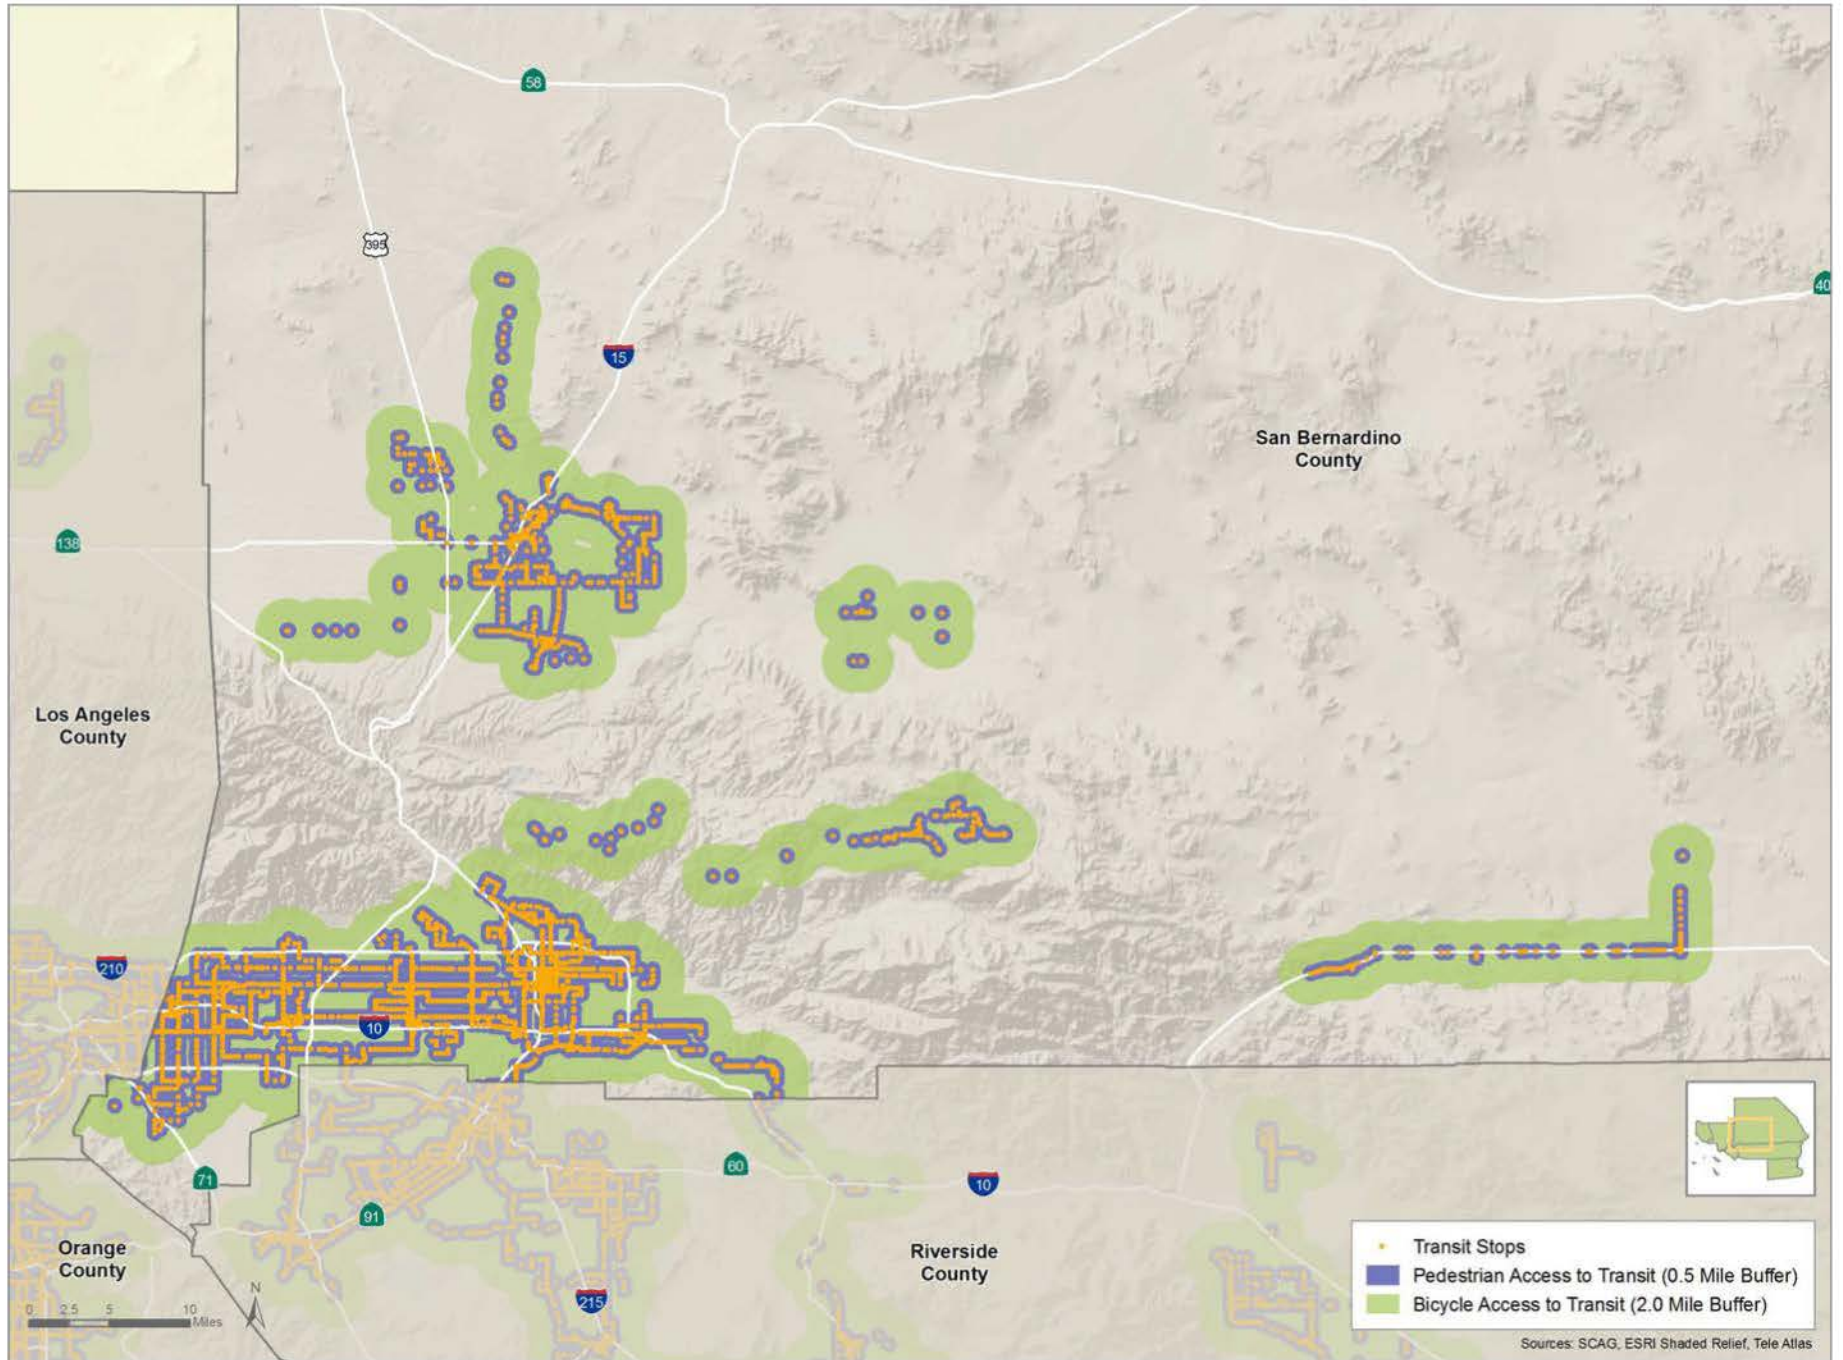 58
395
40
15
San Bernardino
County
138
Los Angeles
County
210
10
71
60
10
91
Orange
County
Riverside
County
215
N
0 2.5 5 10
Miles
Transit Stops
Pedestrian Access to Transit (0.5 Mile Buffer)
Bicycle Access to Transit (2.0 Mile Buffer)
Sources: SCAG, ESRI Shaded Relief, Tele Atlas